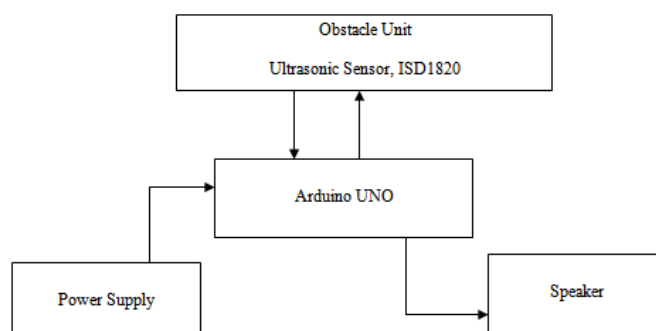 Obstacle Unit
Ultrasonic Sensor, ISD1820
Arduino UNO
Power Supply
Speaker